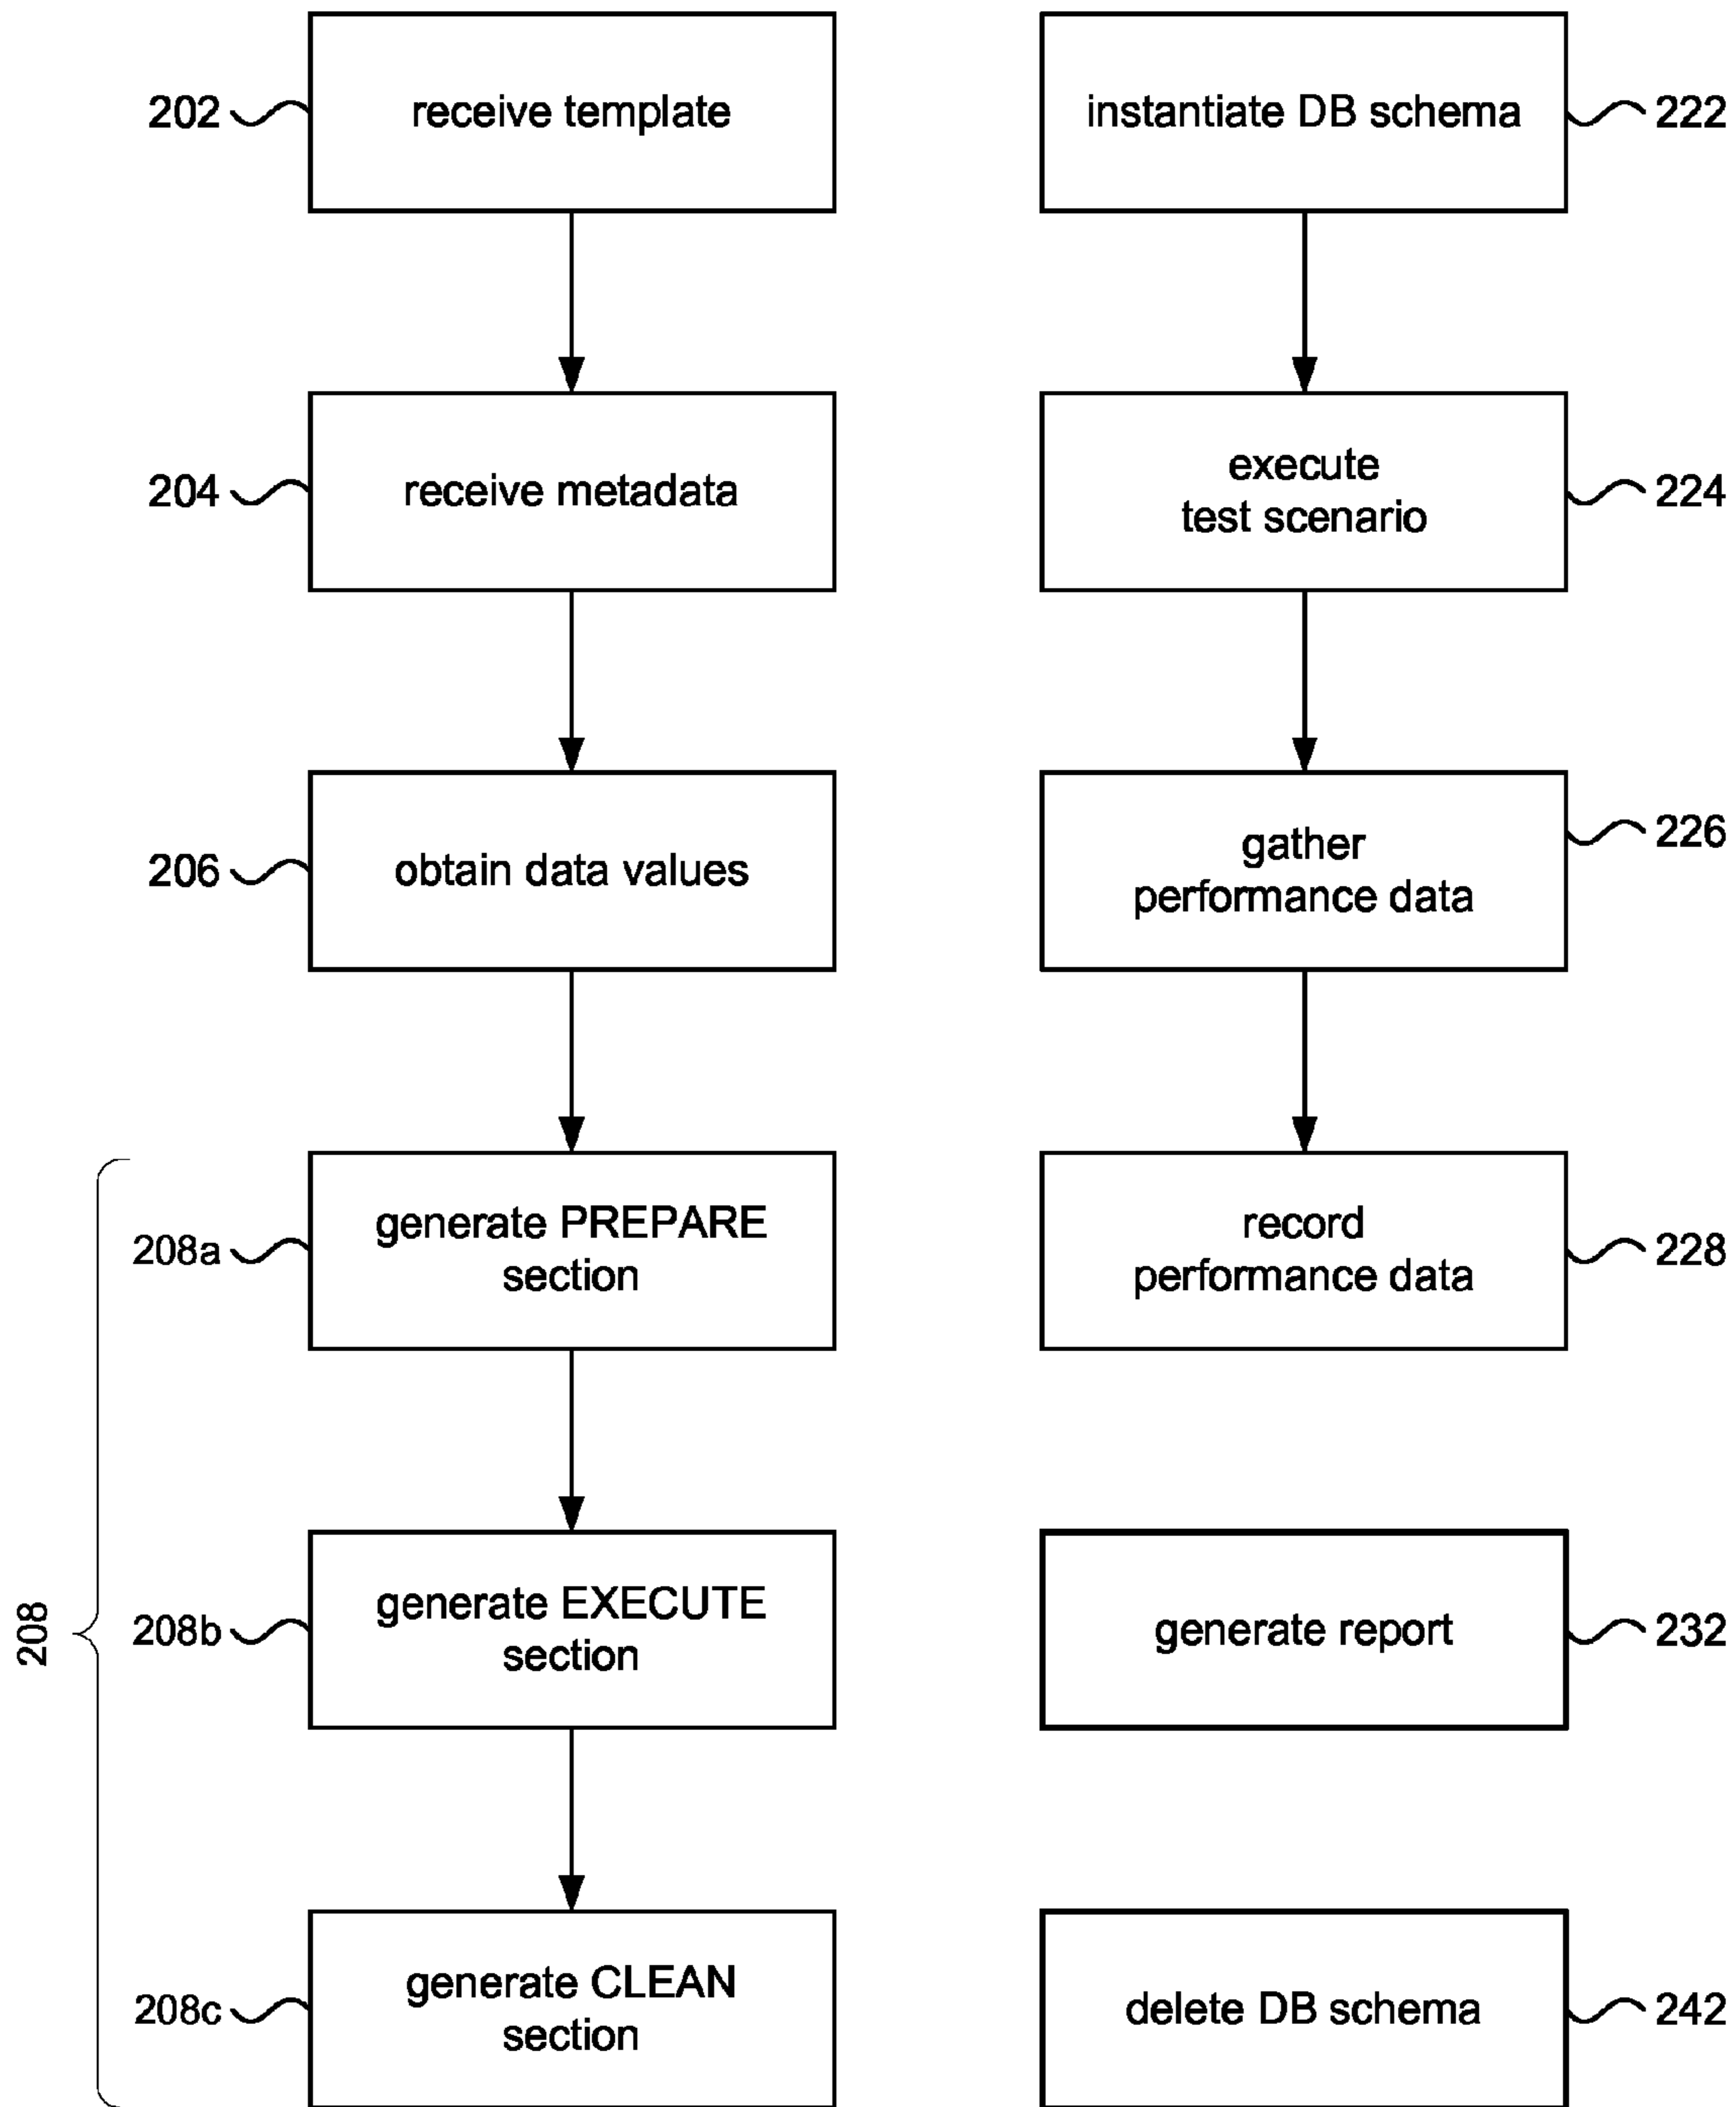 202
receive template
204
receive metadata
206
obtain data values
208
208a
generate PREPARE
section
208b
generate EXECUTE
section
208c
generate CLEAN
section
instantiate DB schema
222
execute
test scenario
224
gather
performance data
226
record
performance data
228
generate report
232
delete DB schema
242